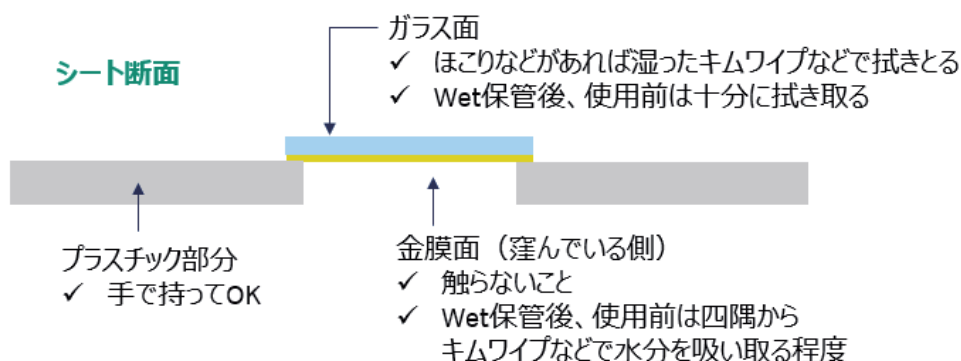 シート断面
ガラス面
✓ ほこりなどがあれば湿ったキムワイプなどで拭きとる
✓ Wet保管後、使用前は十分に拭き取る
プラスチック部分
✓ 手で持ってOK
金膜面（窪んでいる側）
✓ 触らないこと
✓ Wet保管後、使用前は四隅から
キムワイプなどで水分を吸い取る程度